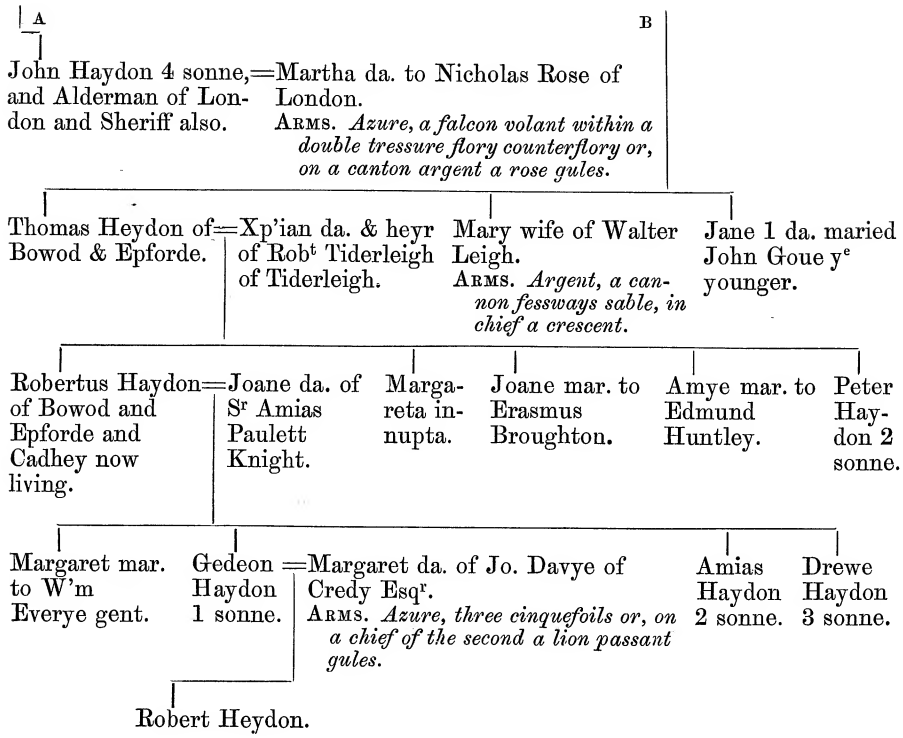 A
B
John Haydon 4 sonne,=Martha da. to Nicholas Rose of
and Alderman of Lon-
don and Sheriff also.
London.
ARMS. Azure, a falcon volant within a
double tressure flory counterflory or,
on a canton argent a rose gules.
Thomas Heydon of=Xp'ian da. & heyr
Bowod & Epforde.
of Robᵗ Tiderleigh
of Tiderleigh.
Mary wife of Walter
Leigh.
ARMS. Argent, a can-
non fessways sable, in
chief a crescent.
Jane 1 da. maried
John Goue yᵉ
younger.
Robertus Haydon=Joane da. of
of Bowod and
Epforde and
Cadhey now
living.
Sʳ Amias
Paulett
Knight.
Marga-
reta in-
nupta.
Joane mar. to
Erasmus
Broughton.
Amye mar. to
Edmund
Huntley.
Peter
Hay-
don 2
sonne.
Margaret mar.
to W'm
Everye gent.
Gedeon =Margaret da. of Jo. Davye of
Haydon
1 sonne.
Credy Esqʳ.
ARMS. Azure, three cinquefoils or, on
a chief of the second a lion passant
gules.
Amias
Haydon
2 sonne.
Drewe
Haydon
3 sonne.
Robert Heydon.